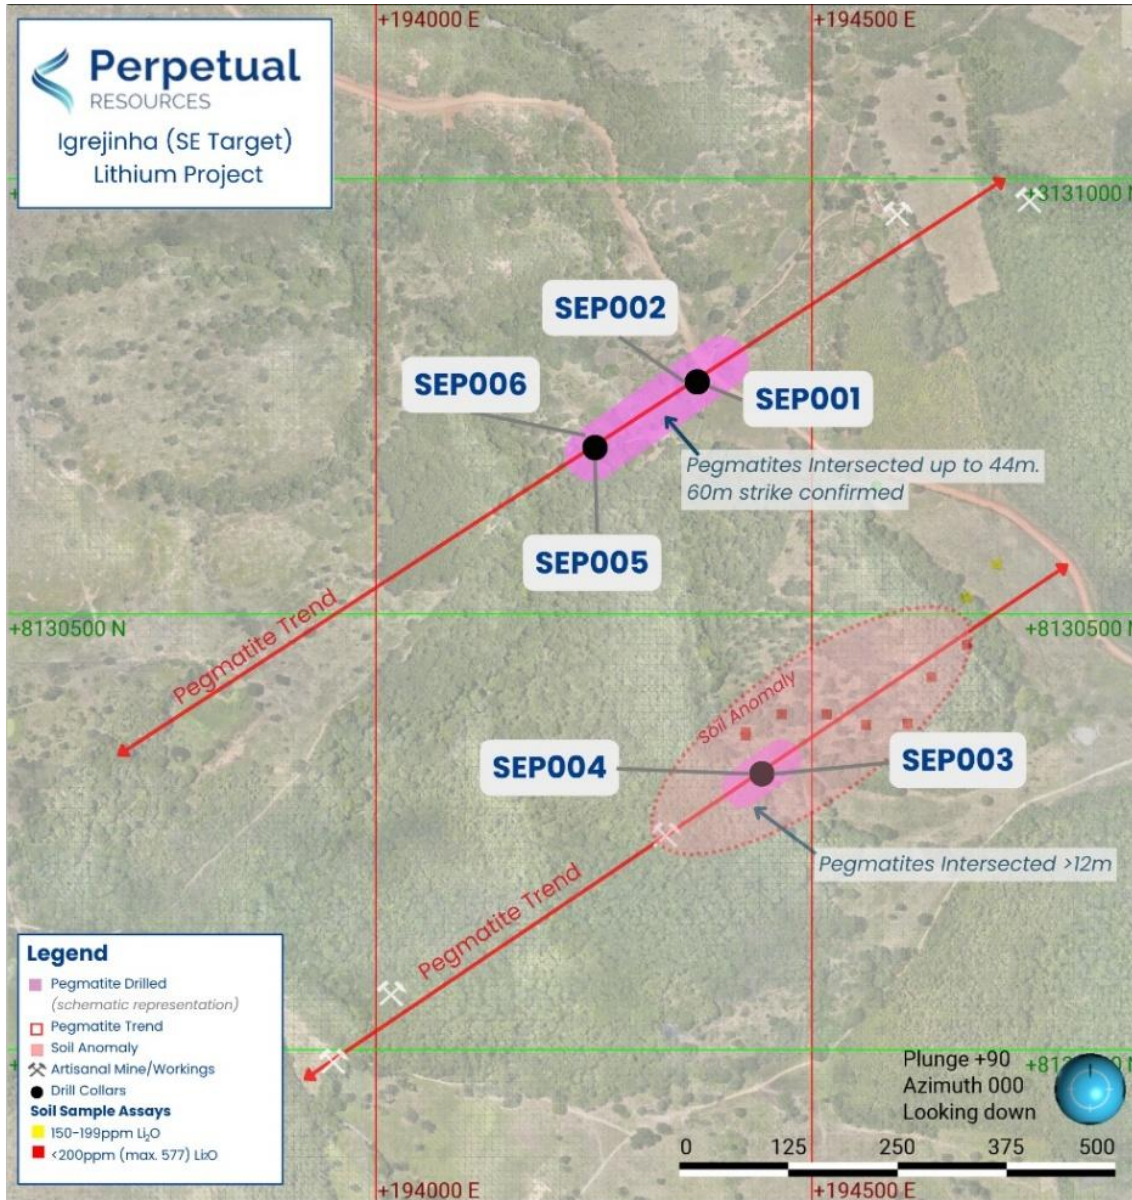 +194000 E
+194500 E
Perpetual
RESOURCES
Igrejinha (SE Target)
Lithium Project
+3131000 N
SEP002
SEP006
SEP001
Pegmatites Intersected up to 44m.
60m strike confirmed
SEP005
+8130500 N
+8130500 N
Pegmatite Trend
Soil Anomaly
SEP004
SEP003
Pegmatites Intersected >12m
Pegmatite Trend
Legend
Pegmatite Drilled
(schematic representation)
Pegmatite Trend
Soil Anomaly
Artisanal Mine/Workings
Drill Collars
Soil Sample Assays
150-199ppm Li₂O
<200ppm (max. 577) Li₂O
Plunge +90
Azimuth 000
Looking down
0 125 250 375 500
+194000 E
+194500 E